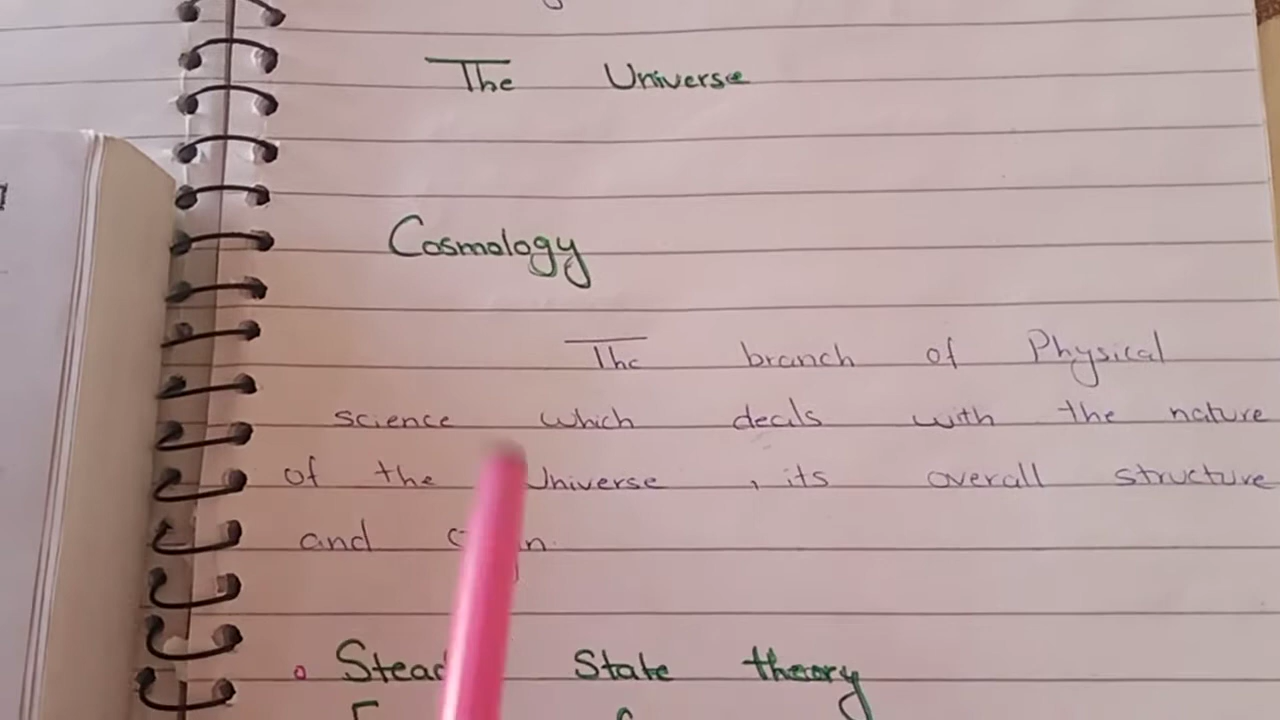 The Universe
Cosmology
The branch of Physical
science which deals with the nature
of the Universe , its overall structure
and
State theory